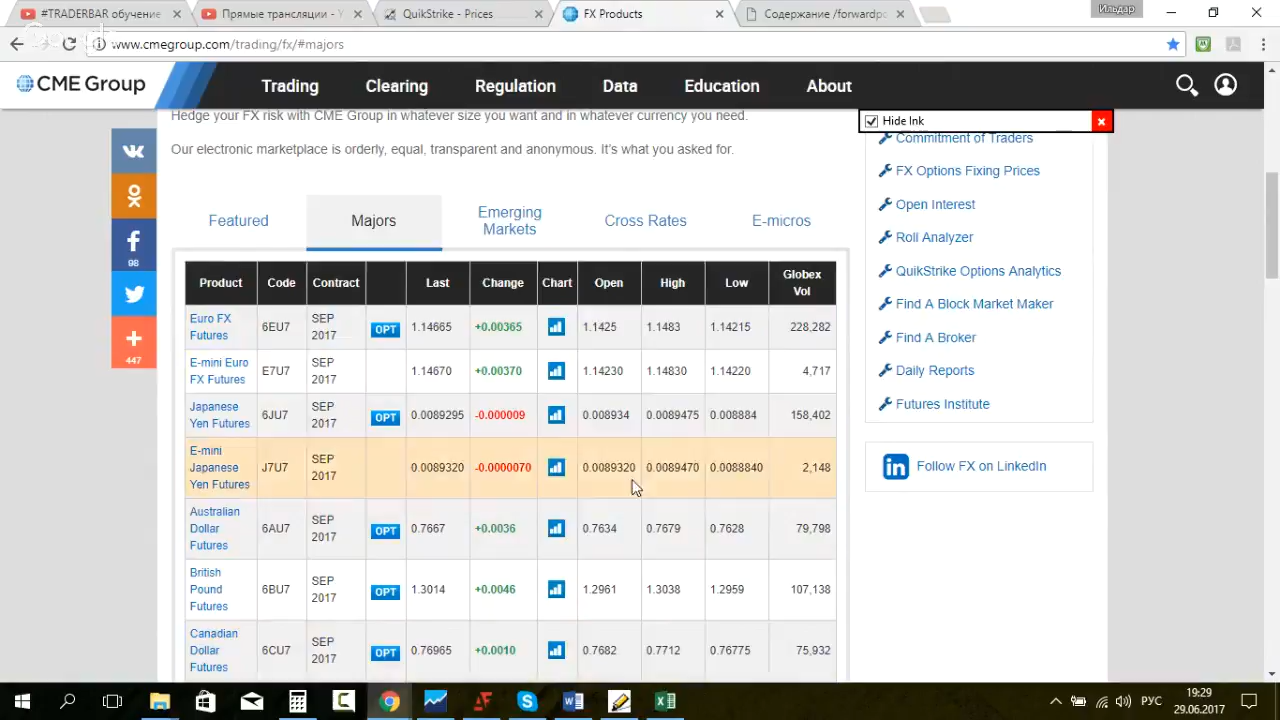 #TRADERBAR обучение
Прямые трансляции - Y
QuikStrike - Prices
FX Products
Содержание /forwardpo
Ильдар
www.cmegroup.com/trading/fx/#majors
CME Group
Trading
Clearing
Regulation
Data
Education
About
Hedge your FX risk with CME Group in whatever size you want and in whatever currency you need.
Our electronic marketplace is orderly, equal, transparent and anonymous. It's what you asked for.
98
447
Featured
Majors
Emerging
Markets
Cross Rates
E-micros
Product Code Contract Last Change Chart Open High Low Globex
Vol
Euro FX
Futures
6EU7
SEP
2017
OPT
1.14665
+0.00365
1.1425
1.1483
1.14215
228,282
E-mini Euro
FX Futures
E7U7
SEP
2017
1.14670
+0.00370
1.14230
1.14830
1.14220
4,717
Japanese
Yen Futures
6JU7
SEP
2017
OPT
0.0089295
-0.000009
0.008934
0.0089475
0.008884
158,402
E-mini
Japanese
Yen Futures
J7U7
SEP
2017
0.0089320
-0.0000070
0.0089320
0.0089470
0.0088840
2,148
Australian
Dollar
Futures
6AU7
SEP
2017
OPT
0.7667
+0.0036
0.7634
0.7679
0.7628
79,798
British
Pound
Futures
6BU7
SEP
2017
OPT
1.3014
+0.0046
1.2961
1.3038
1.2959
107,138
Canadian
Dollar
Futures
6CU7
SEP
2017
OPT
0.76965
+0.0010
0.7682
0.7712
0.76775
75,932
Hide Ink
Commitment of Traders
FX Options Fixing Prices
Open Interest
Roll Analyzer
QuikStrike Options Analytics
Find A Block Market Maker
Find A Broker
Daily Reports
Futures Institute
Follow FX on LinkedIn
РУС
19:29
29.06.2017